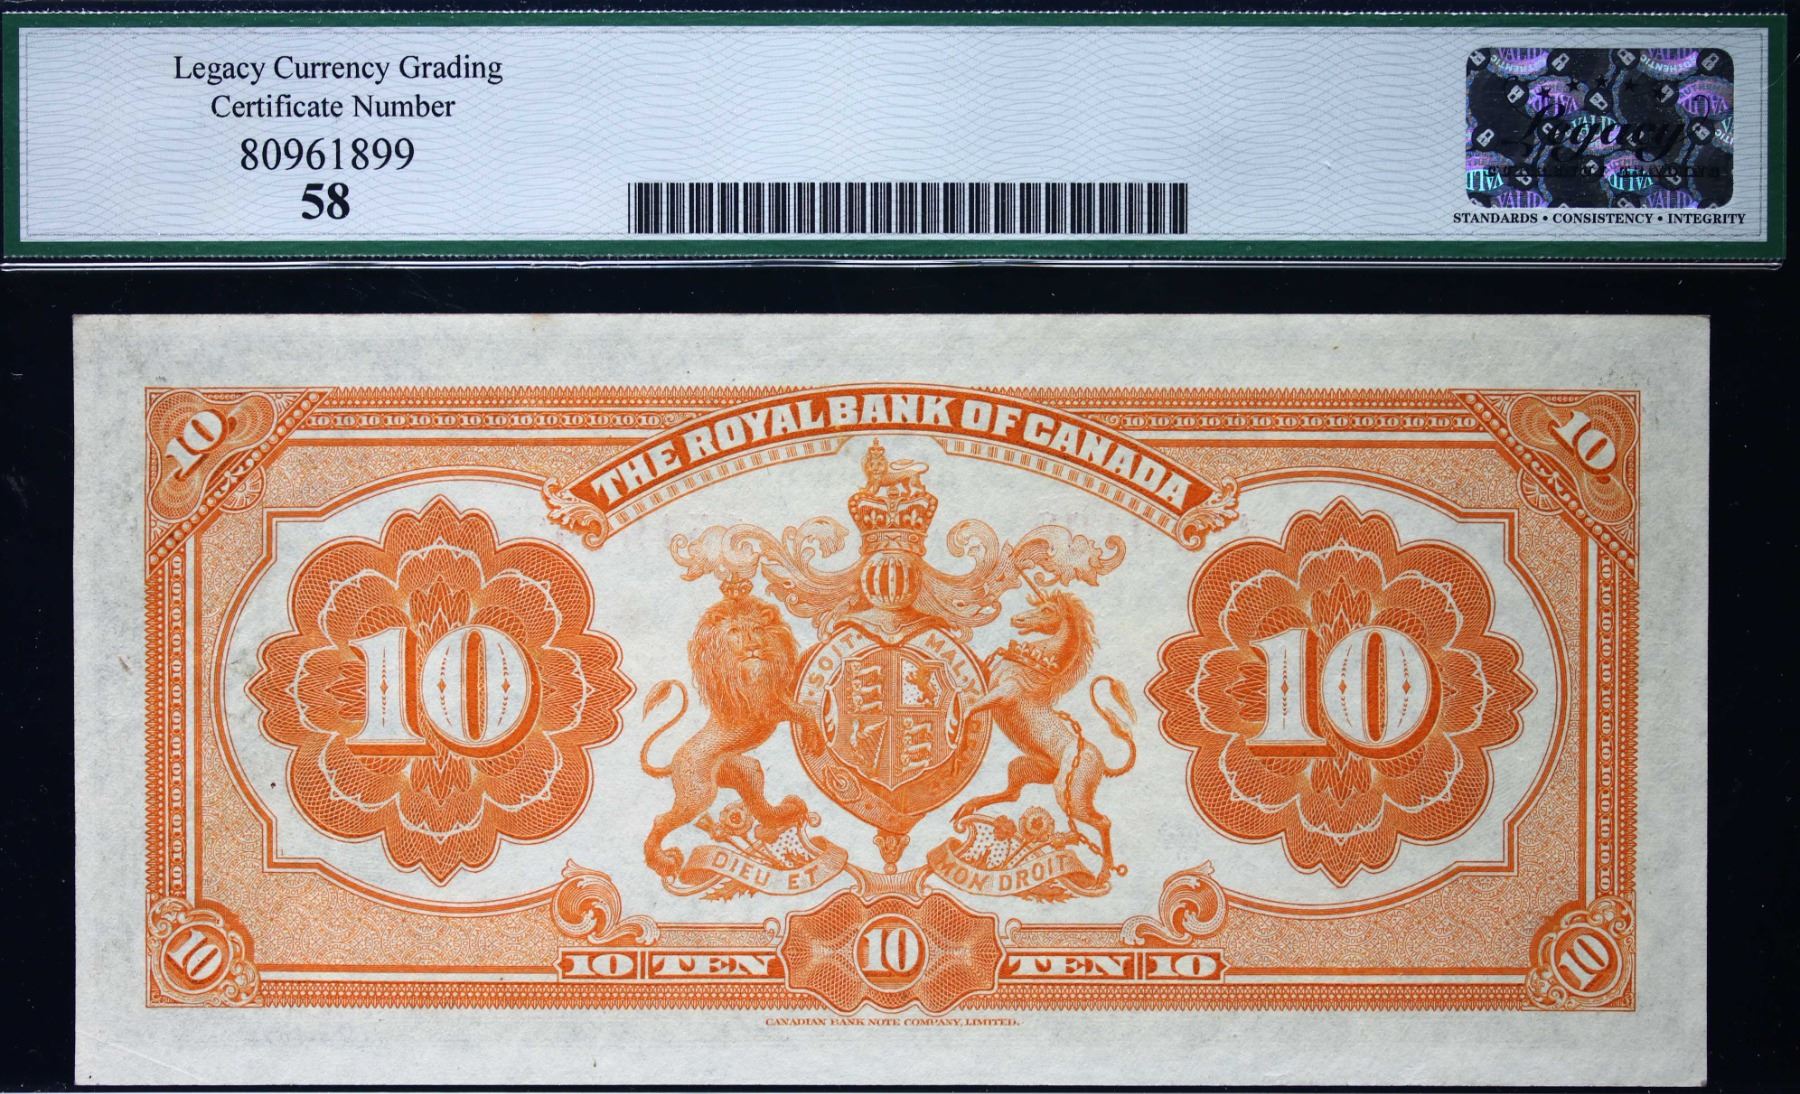 Legacy Currency Grading
Certificate Number
80961899
58
Legacy
STANDARDS • CONSISTENCY • INTEGRITY
THE ROYAL BANK OF CANADA
10
10
10
10
SOIT MAL Y
DIEU ET MON DROIT
10 TEN 10 TEN 10
10
10
CANADIAN BANK NOTE COMPANY, LIMITED.